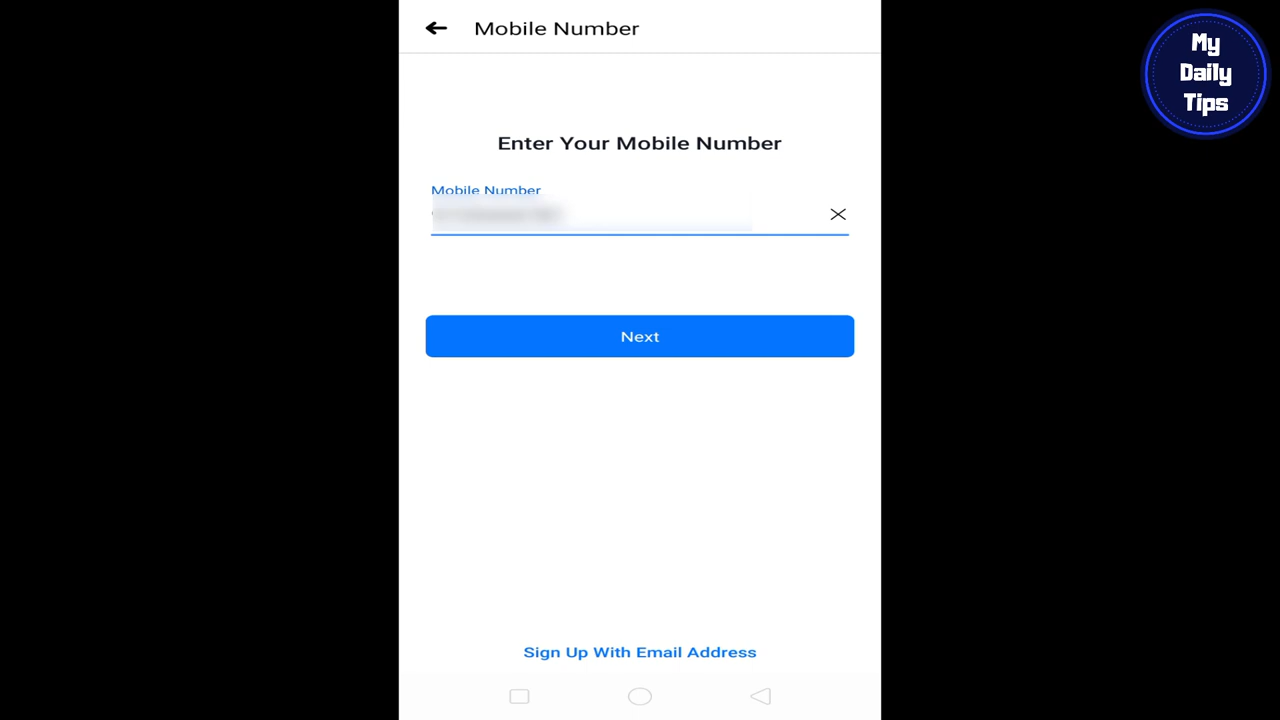 Mobile Number
My
Daily
Tips
Enter Your Mobile Number
Mobile Number
Next
Sign Up With Email Address